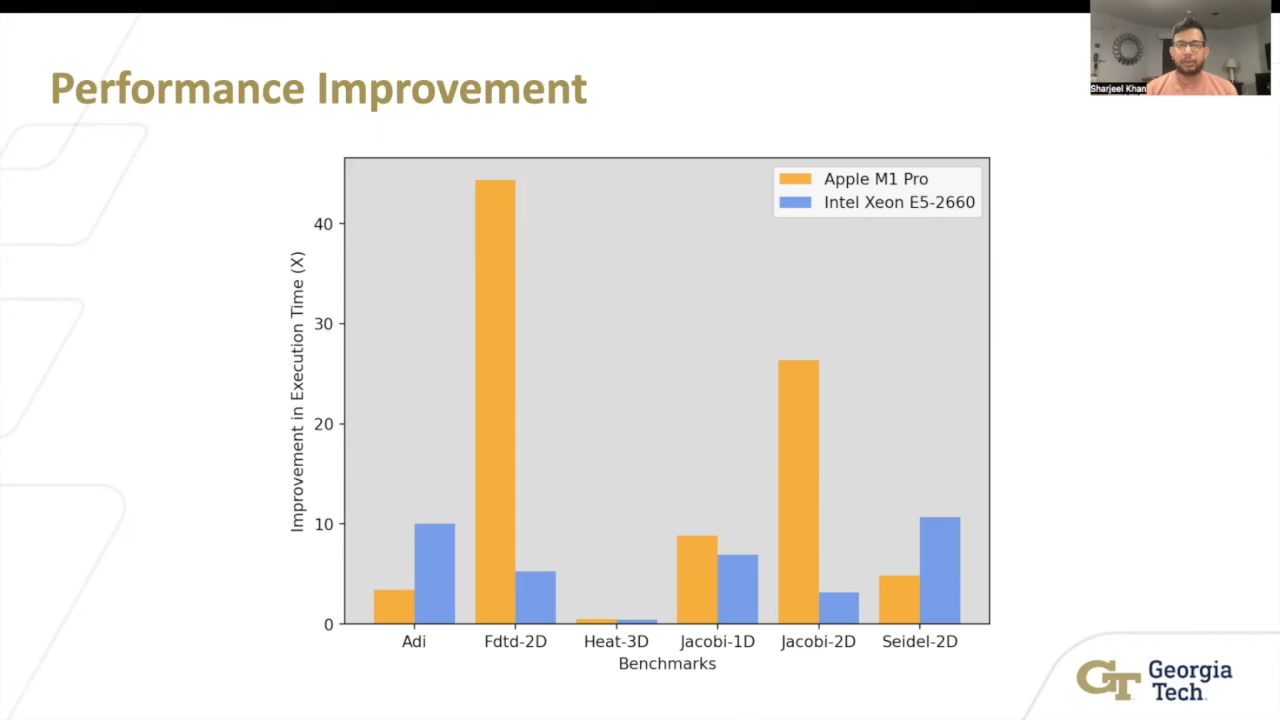 Performance Improvement
Sharjeel Khan
Apple M1 Pro
Intel Xeon E5-2660
Improvement in Execution Time (X)
40
30
20
10
0
Adi Fdtd-2D Heat-3D Jacobi-1D Jacobi-2D Seidel-2D
Benchmarks
GT Georgia
Tech